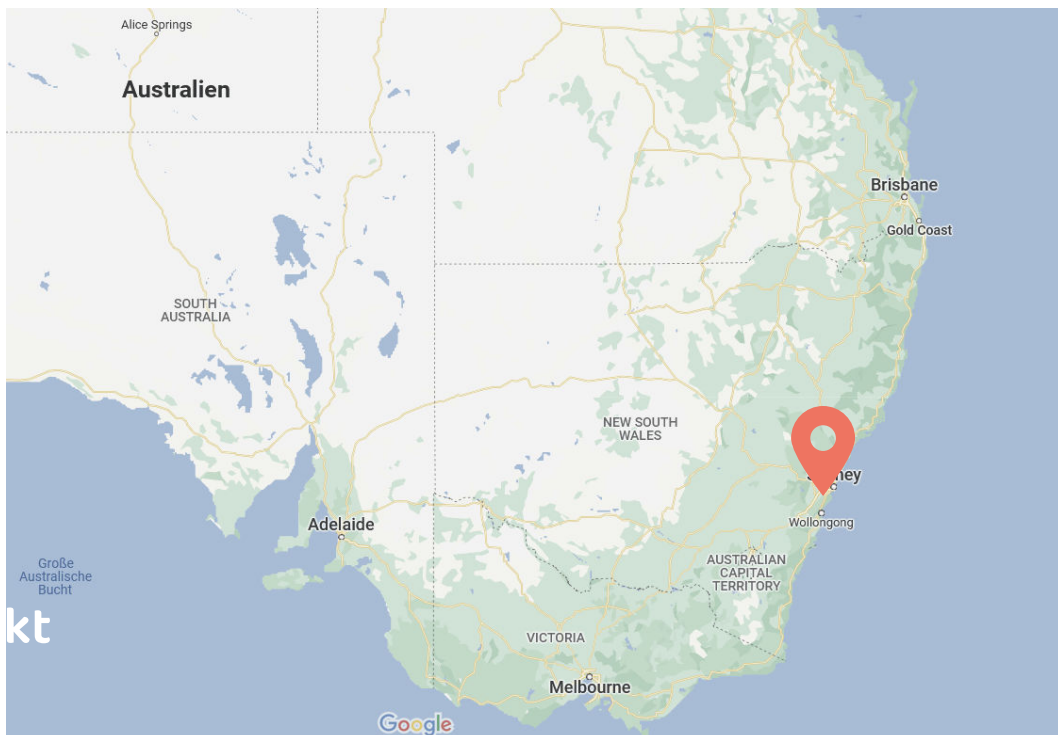 Alice Springs
Australien
Brisbane
Gold Coast
SOUTH
AUSTRALIA
NEW SOUTH
WALES
ney
Wollongong
Adelaide
Große
Australische
Bucht
AUSTRALIAN
CAPITAL
TERRITORY
kt
VICTORIA
Melbourne
Google